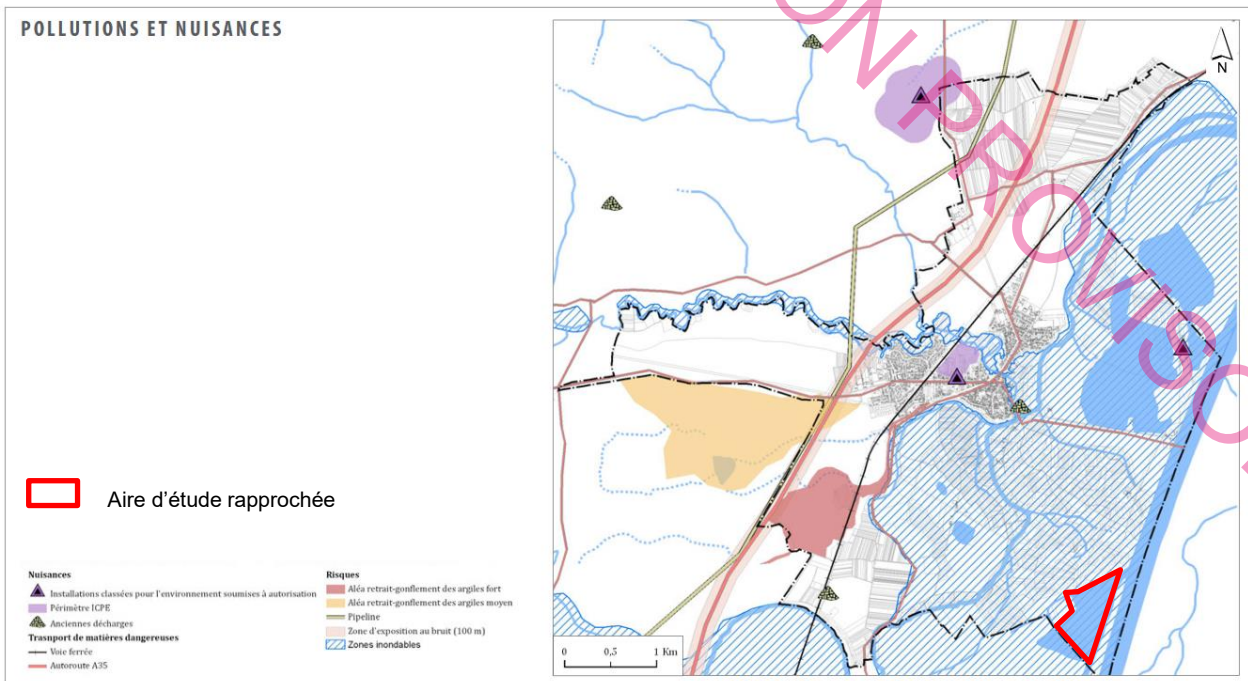 POLLUTIONS ET NUISANCES
N
ON PROVISO
Aire d'étude rapprochée
Nuisances
Installations classées pour l'environnement soumises à autorisation
Périmètre ICPE
Anciennes décharges
Transport de matières dangereuses
Voie ferrée
Autoroute A35
Risques
Aléa retrait-gonflement des argiles fort
Aléa retrait-gonflement des argiles moyen
Pipeline
Zone d'exposition au bruit (100 m)
Zones inondables
0 0,5 1 Km